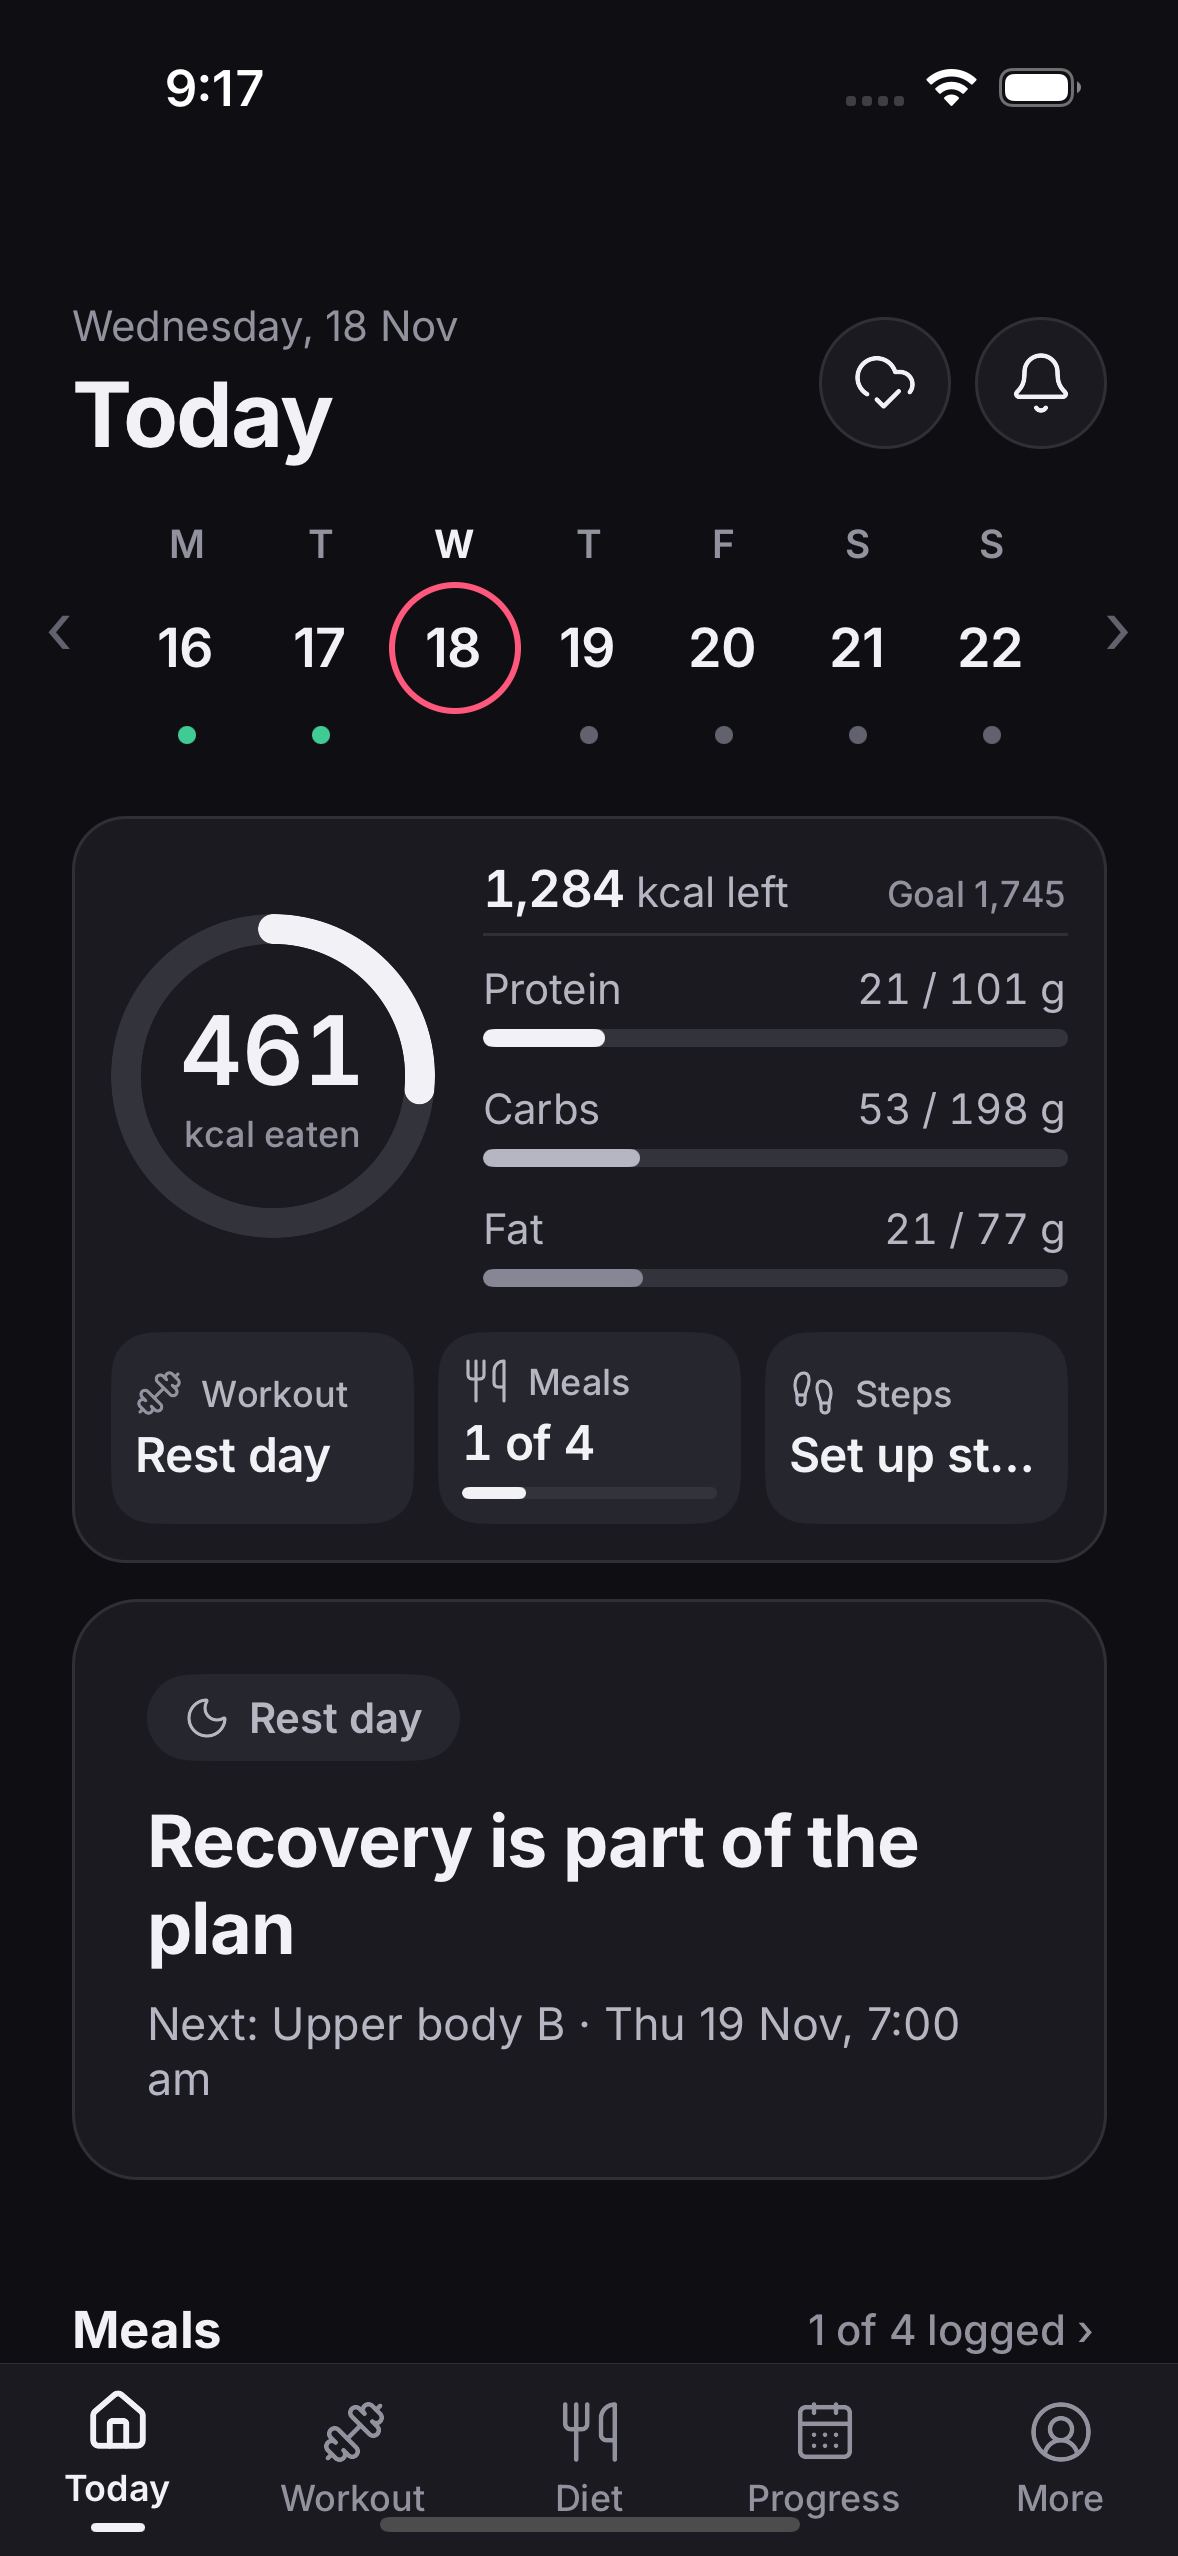 9:17
Wednesday, 18 Nov
Today
M T W T F S S
‹ 16 17 18 19 20 21 22 ›
1,284 kcal left Goal 1,745
461
kcal eaten
Protein 21 / 101 g
Carbs 53 / 198 g
Fat 21 / 77 g
Workout
Rest day
Meals
1 of 4
Steps
Set up st...
Rest day
Recovery is part of the
plan
Next: Upper body B · Thu 19 Nov, 7:00
am
Meals 1 of 4 logged ›
Today Workout Diet Progress More